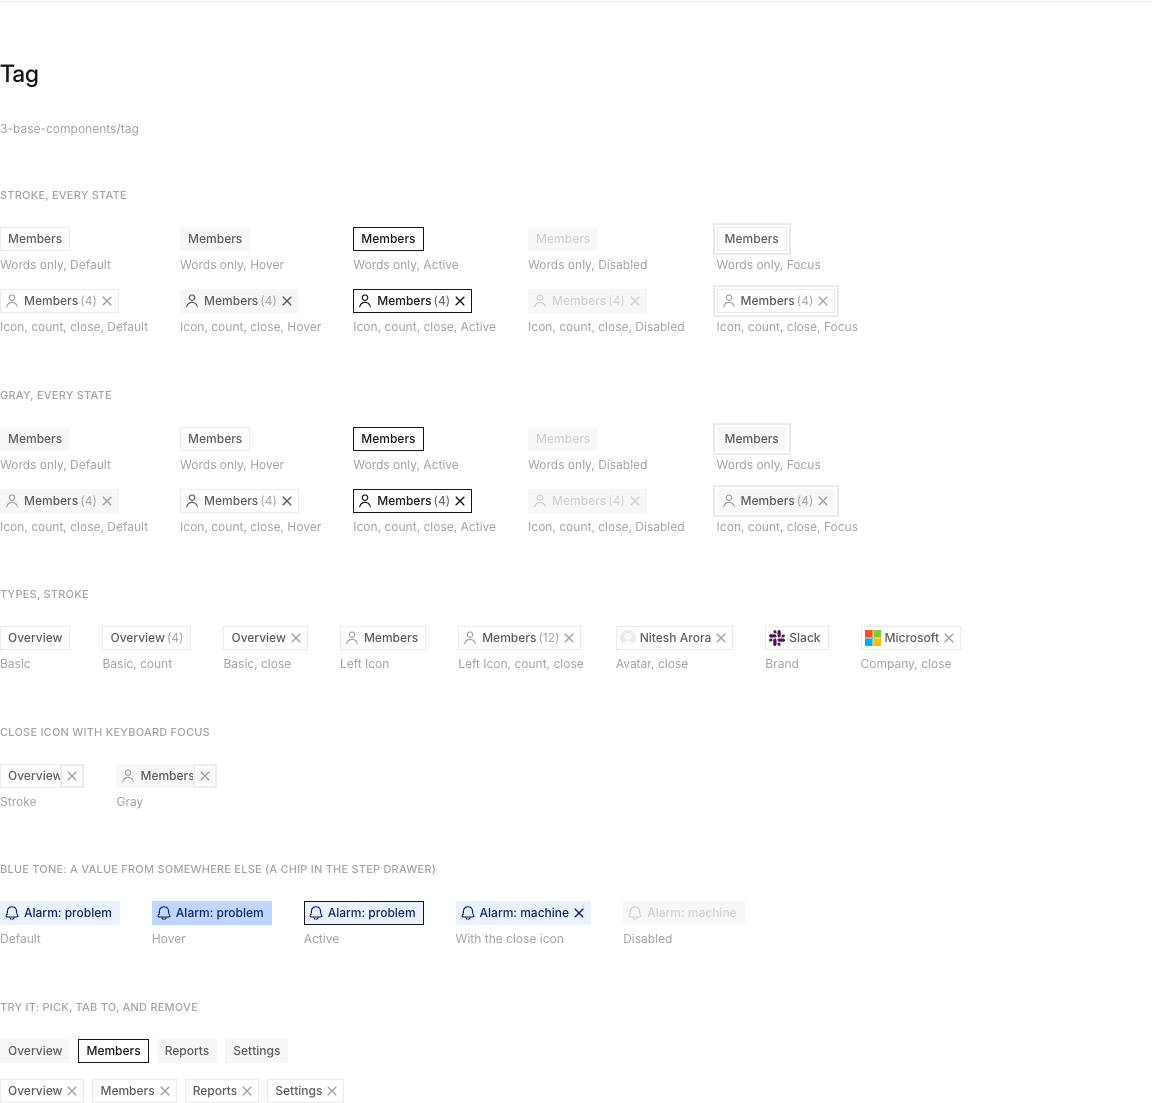 Tag
3-base-components/tag
STROKE, EVERY STATE
Members Members Members Members Members
Words only, Default Words only, Hover Words only, Active Words only, Disabled Words only, Focus
Members (4) Members (4) Members (4) Members (4) Members (4)
Icon, count, close, Default Icon, count, close, Hover Icon, count, close, Active Icon, count, close, Disabled Icon, count, close, Focus
GRAY, EVERY STATE
Members Members Members Members Members
Words only, Default Words only, Hover Words only, Active Words only, Disabled Words only, Focus
Members (4) Members (4) Members (4) Members (4) Members (4)
Icon, count, close, Default Icon, count, close, Hover Icon, count, close, Active Icon, count, close, Disabled Icon, count, close, Focus
TYPES, STROKE
Overview Overview (4) Overview Members Members (12) Nitesh Arora Slack Microsoft
Basic Basic, count Basic, close Left Icon Left Icon, count, close Avatar, close Brand Company, close
CLOSE ICON WITH KEYBOARD FOCUS
Overview Members
Stroke Gray
BLUE TONE: A VALUE FROM SOMEWHERE ELSE (A CHIP IN THE STEP DRAWER)
Alarm: problem Alarm: problem Alarm: problem Alarm: machine Alarm: machine
Default Hover Active With the close icon Disabled
TRY IT: PICK, TAB TO, AND REMOVE
Overview Members Reports Settings
Overview Members Reports Settings